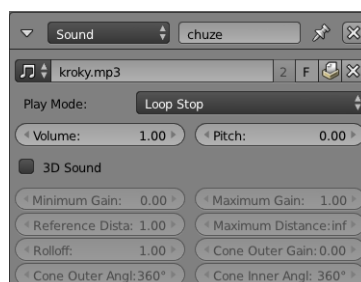 Sound chuze
kroky.mp3 2 F
Play Mode: Loop Stop
Volume: 1.00 Pitch: 0.00
3D Sound
Minimum Gain: 0.00 Maximum Gain: 1.00
Reference Dista: 1.00 Maximum Distance:inf
Rolloff: 1.00 Cone Outer Gain:0.00
Cone Outer Angl:360° Cone Inner Angl: 360°